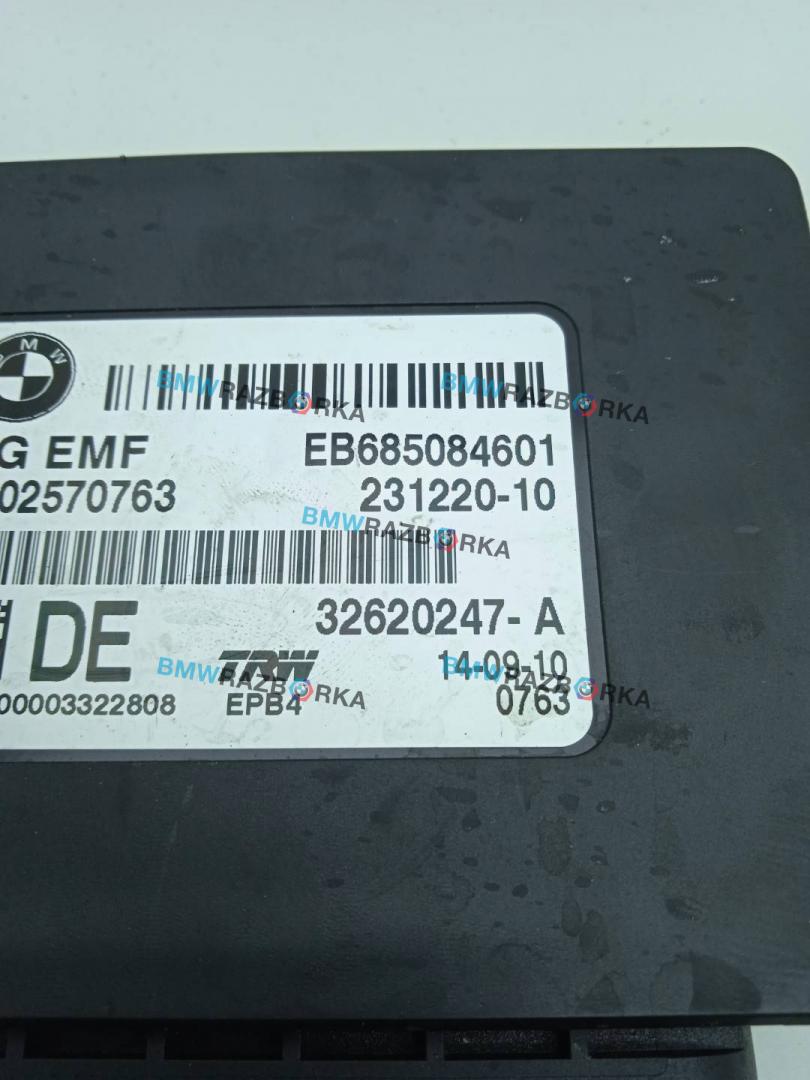 BMW
G EMF EB685084601
02570763 231220-10
32620247-A
DE TRW 14-09-10
00003322808 EPB4 0763
BMWRAZBORKA
BMWRAZBORKA
BMWRAZBORKA
BMWRAZBORKA
BMWRAZBORKA